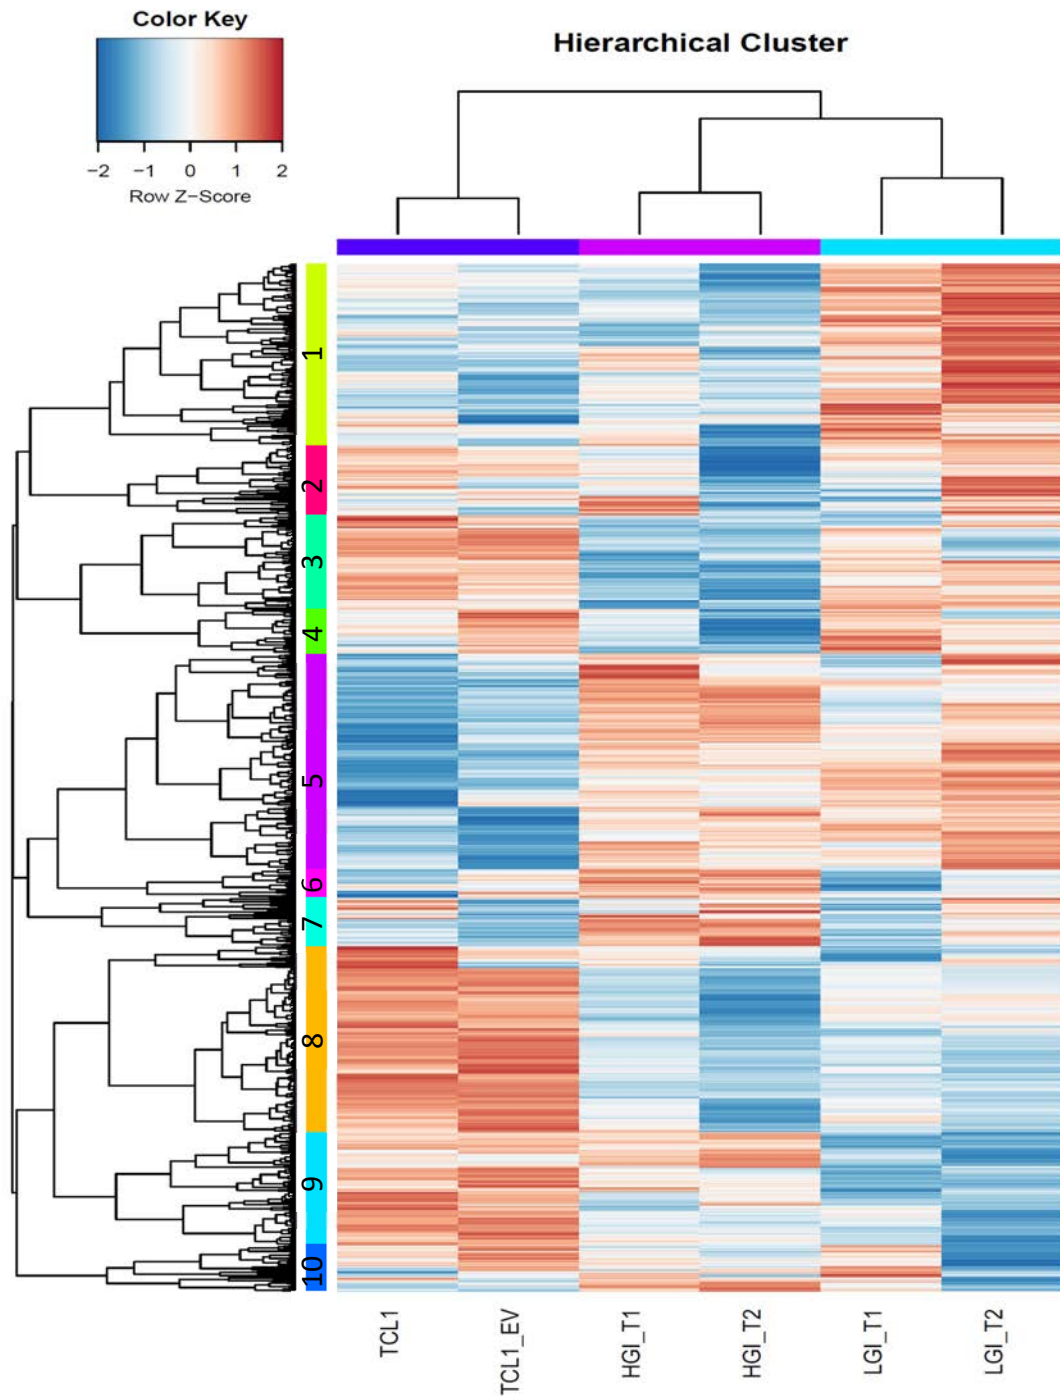 Color Key
−2 −1 0 1 2
Row Z−Score
Hierarchical Cluster
1
2
3
4
5
6
7
8
9
10
TCL1
TCL1_EV
HGI_T1
HGI_T2
LGI_T1
LGI_T2